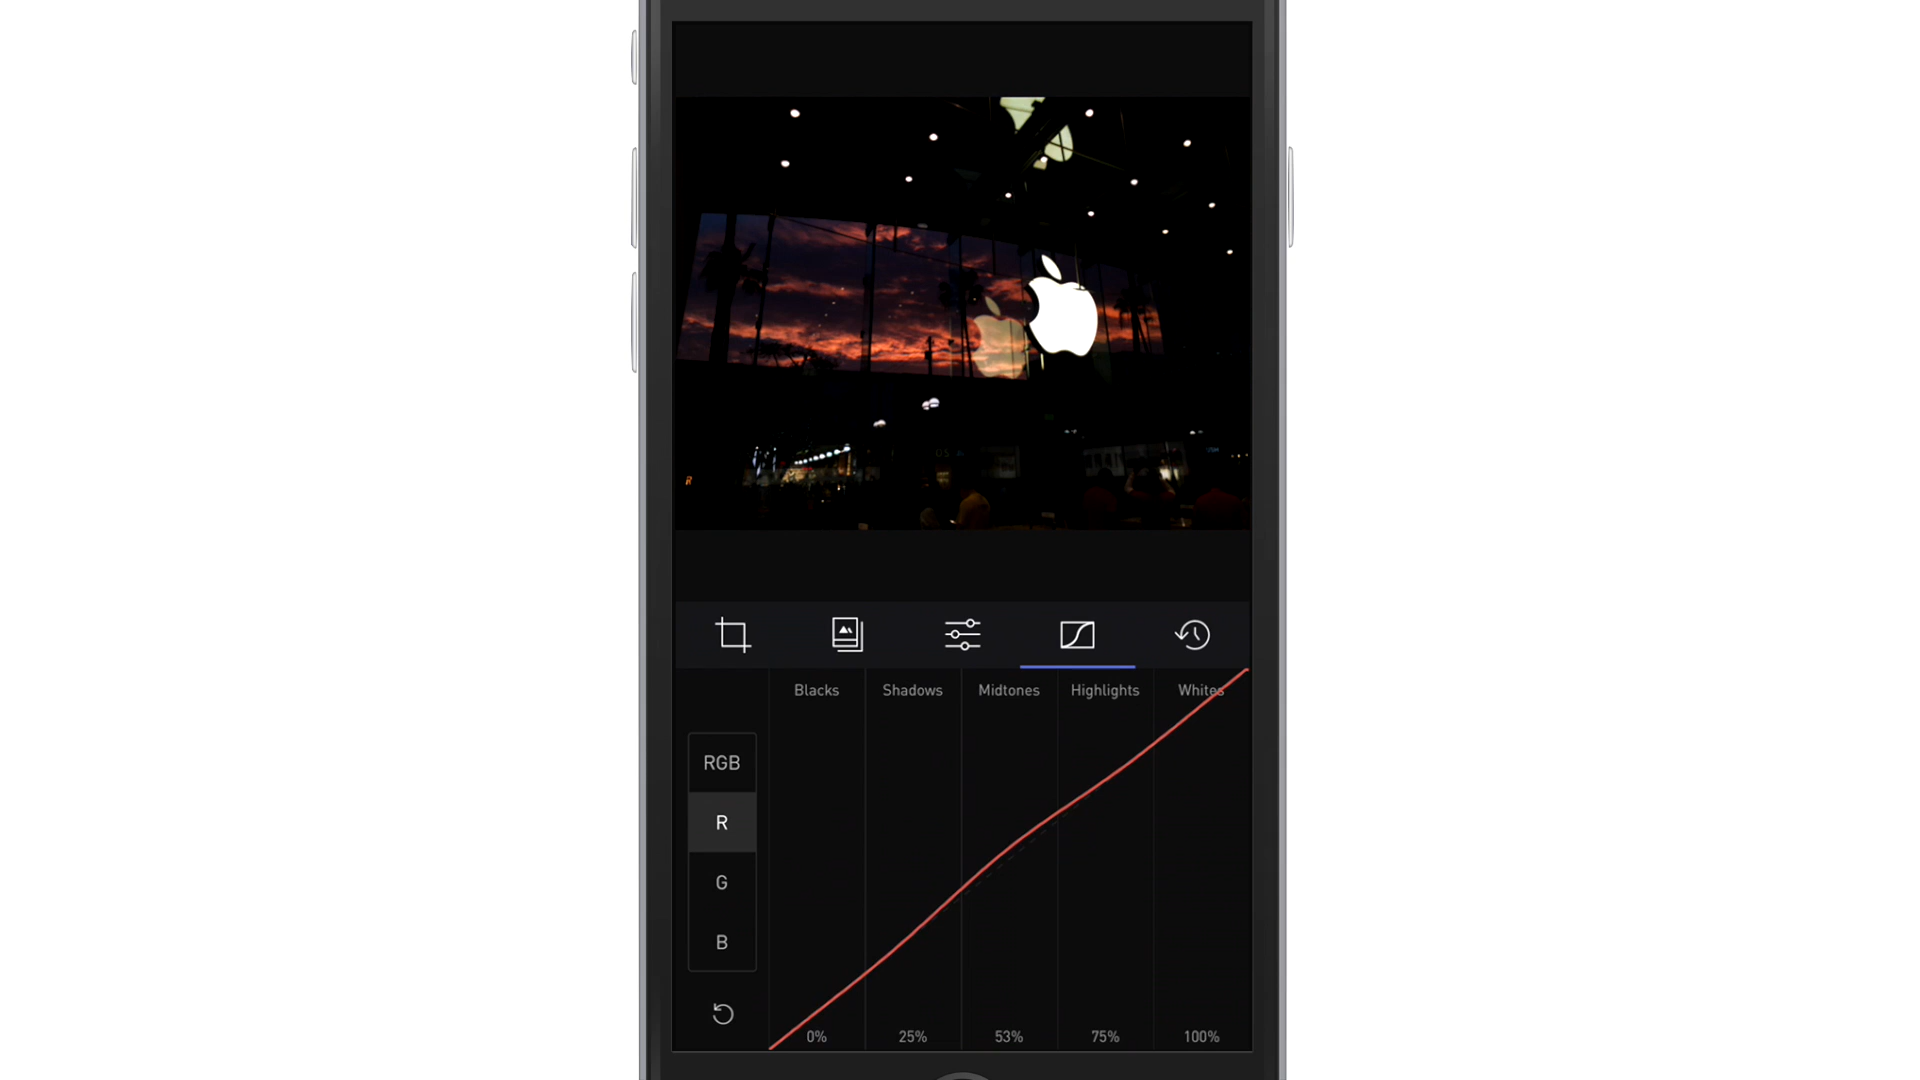 Blacks Shadows Midtones Highlights Whites
RGB
R
G
B
0% 25% 53% 75% 100%